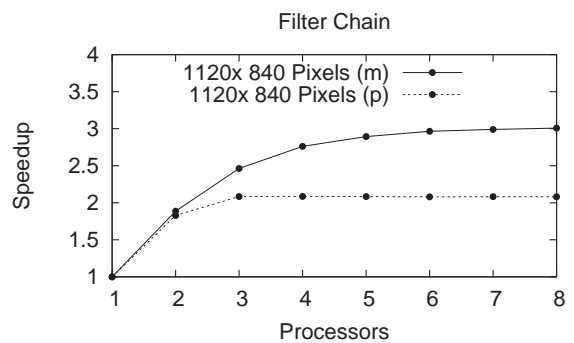 Filter Chain
4
3.5
3
2.5
2
1.5
1
1120x 840 Pixels (m)
1120x 840 Pixels (p)
Speedup
1 2 3 4 5 6 7 8
Processors